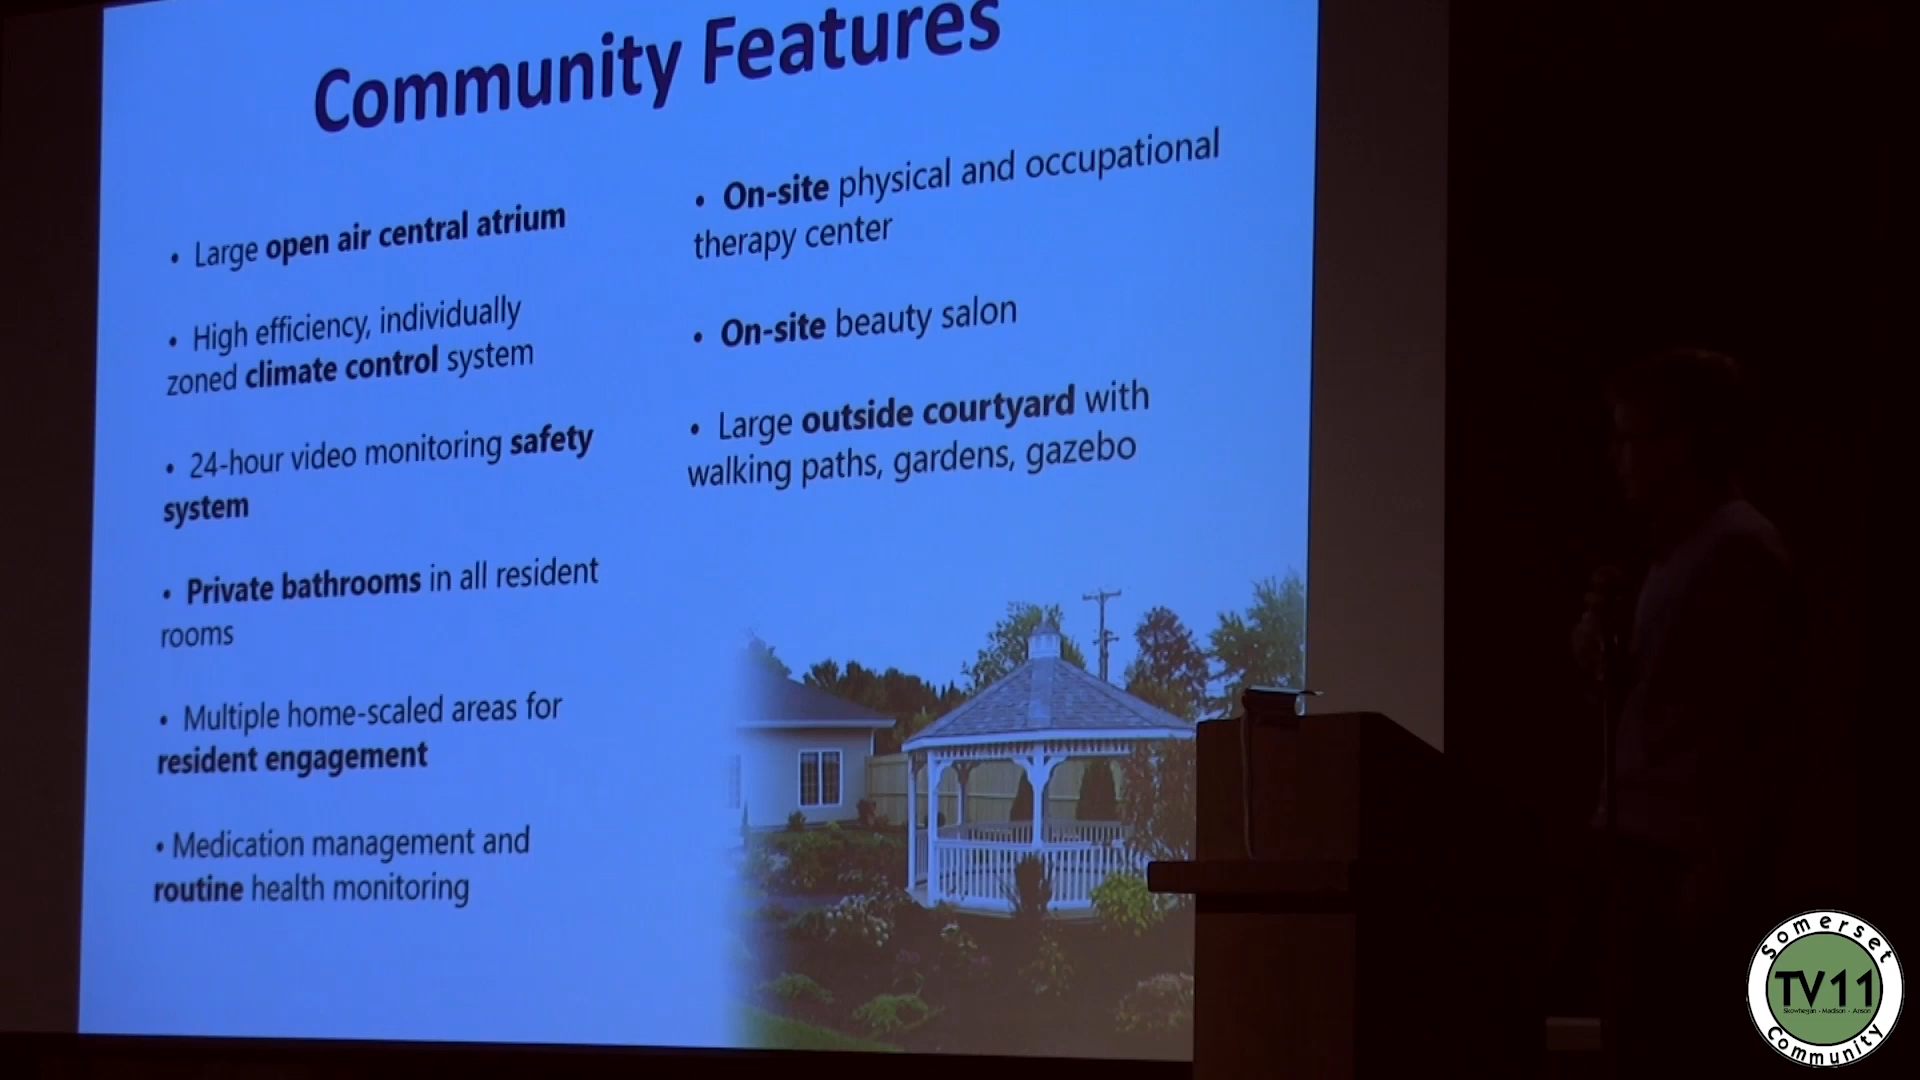 Community Features
• Large open air central atrium
• High efficiency, individually
zoned climate control system
• 24-hour video monitoring safety
system
• Private bathrooms in all resident
rooms
• Multiple home-scaled areas for
resident engagement
• Medication management and
routine health monitoring
• On-site physical and occupational
therapy center
• On-site beauty salon
• Large outside courtyard with
walking paths, gardens, gazebo
Somerset
TV11
Skowhegan - Madison - Anson
Community